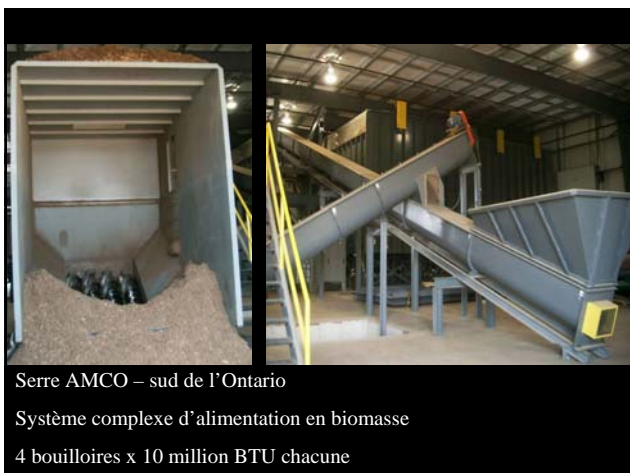 Serre AMCO – sud de l’Ontario
Système complexe d’alimentation en biomasse
4 bouilloires x 10 million BTU chacune